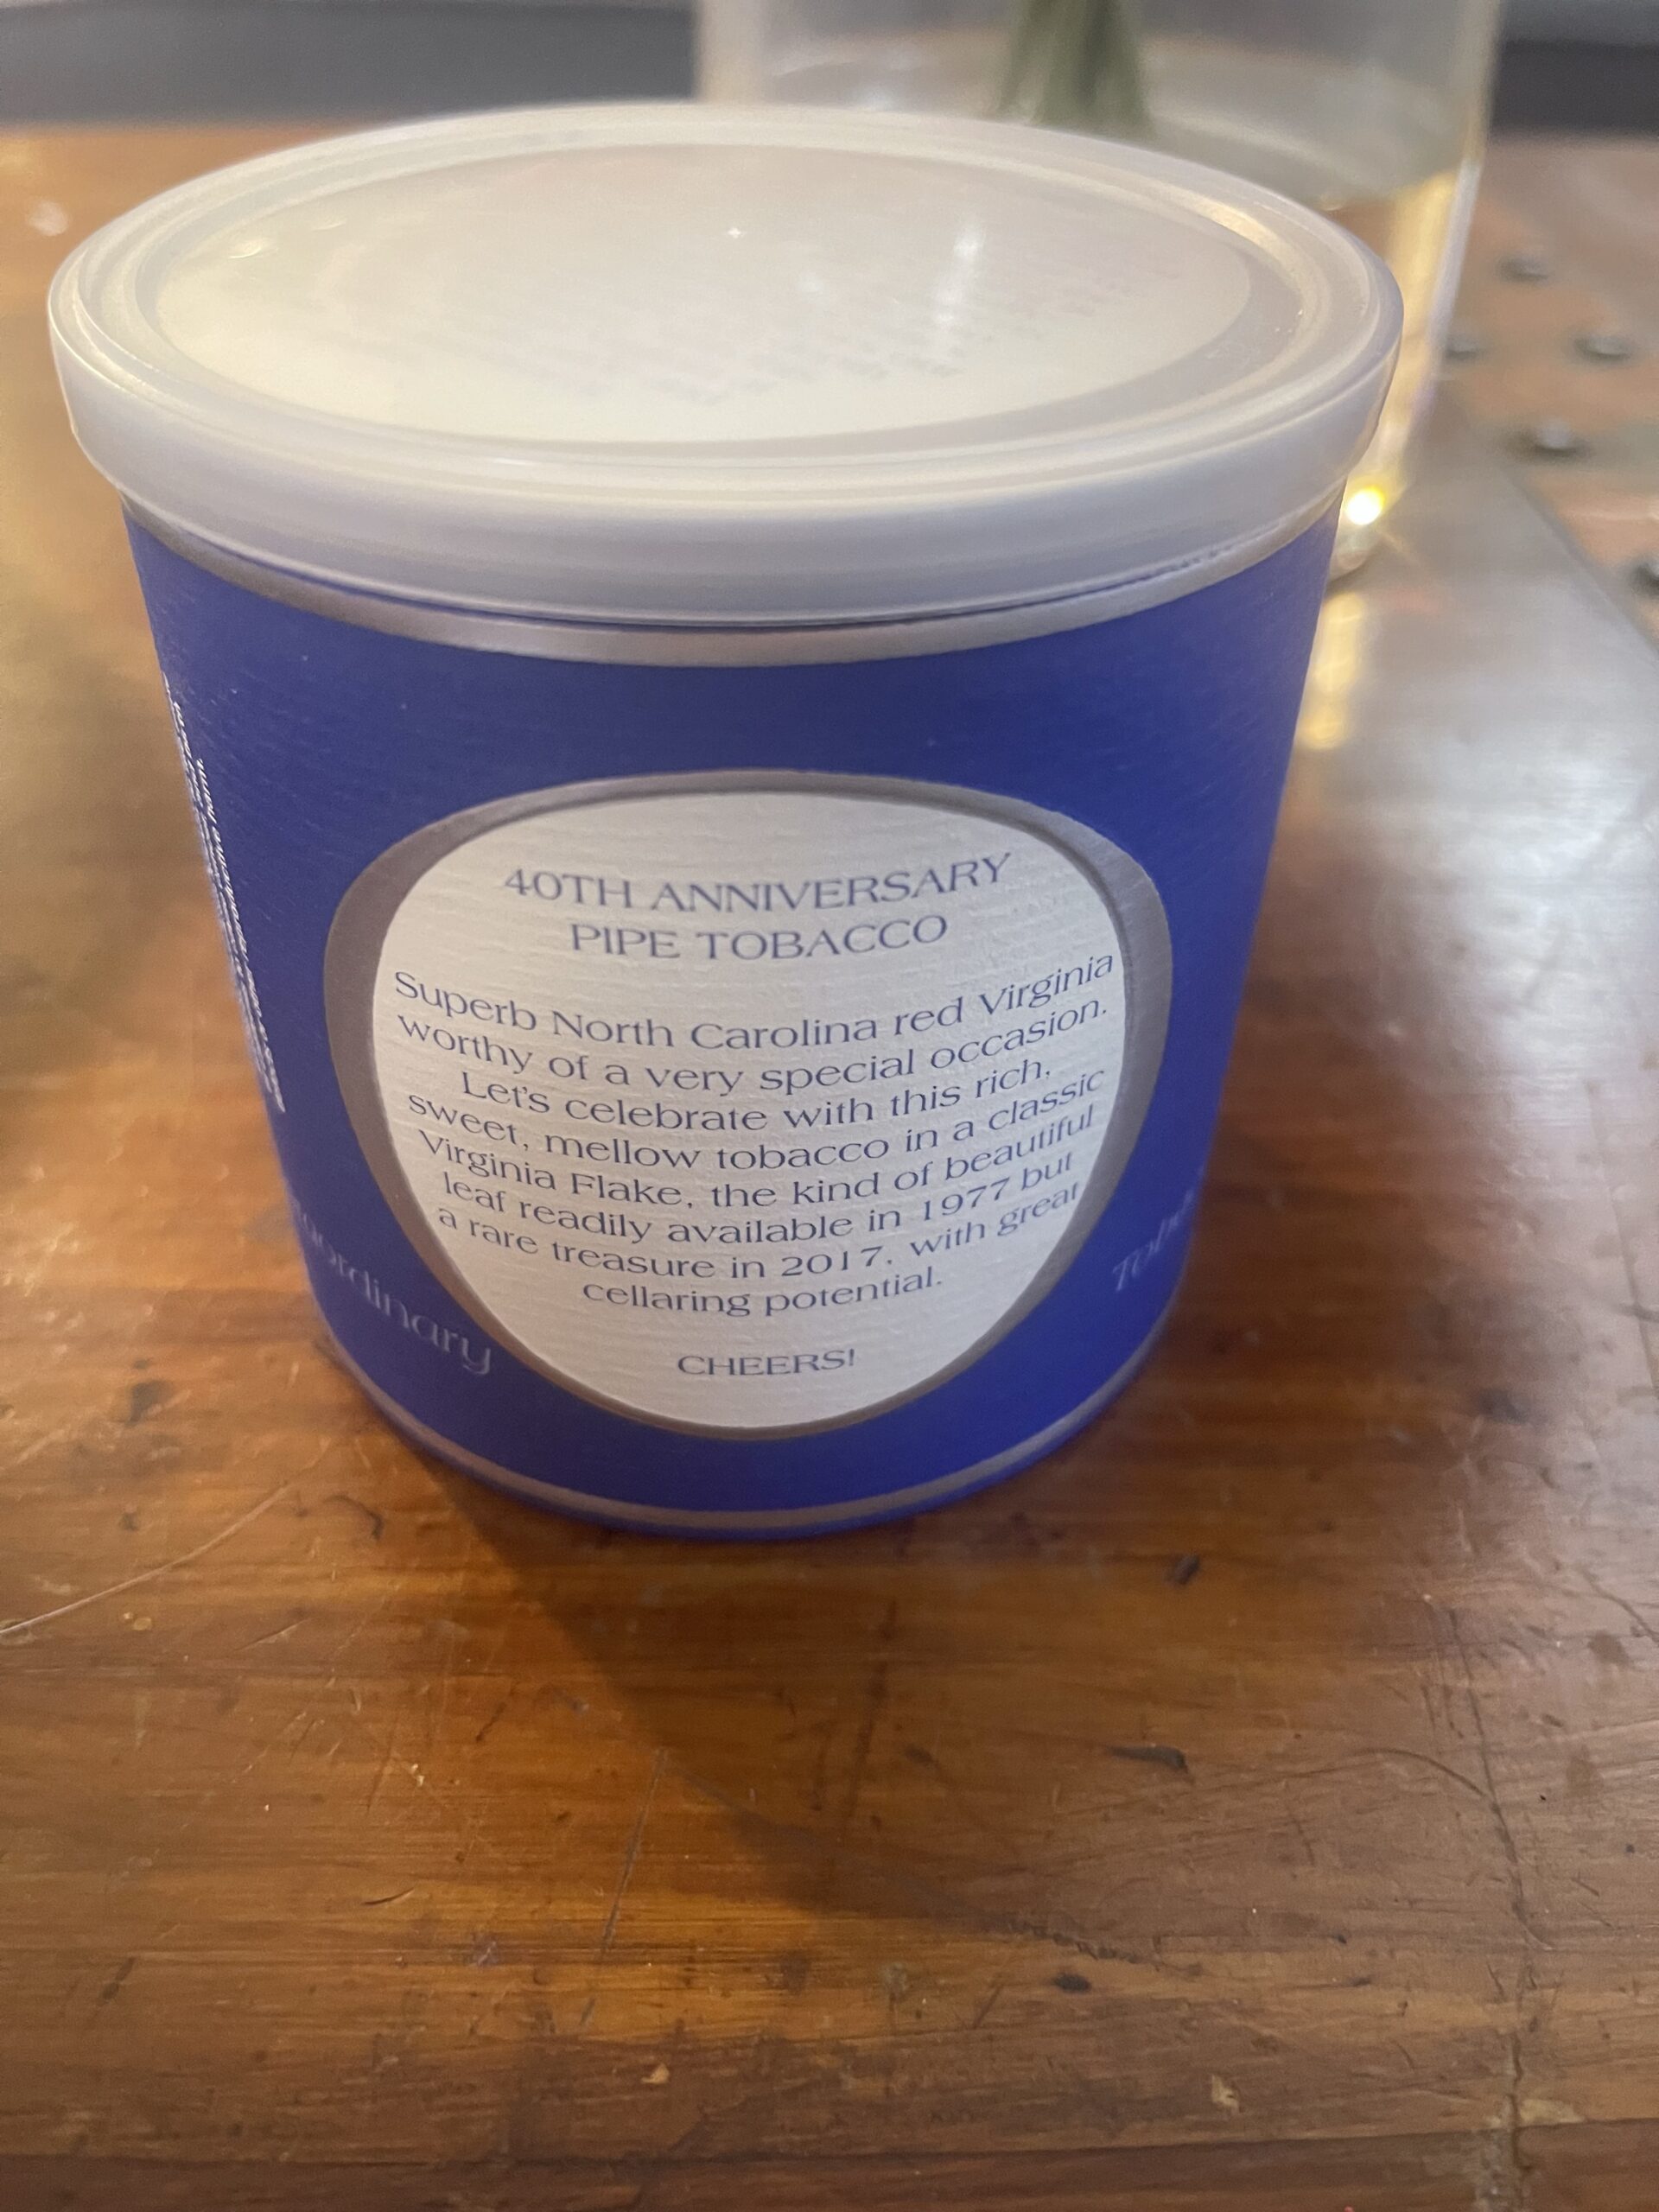 40TH ANNIVERSARY
PIPE TOBACCO
Superb North Carolina red Virginia
worthy of a very special occasion.
Let's celebrate with this rich,
sweet, mellow tobacco in a classic
Virginia Flake, the kind of beautiful
leaf readily available in 1977 but
a rare treasure in 2017, with great
cellaring potential.
CHEERS!